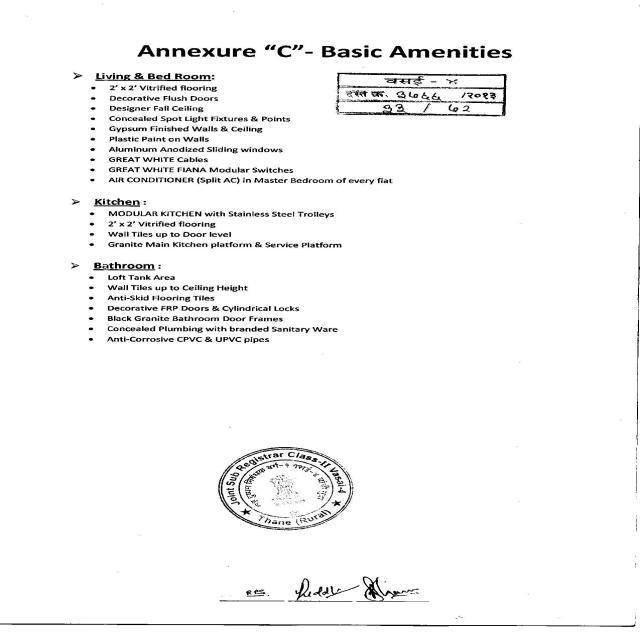 Annexure “C”- Basic Amenities
➢ Living & Bed Room:
वसई - ४
दस्त क्र. /२०१३
/ ६२
• 2' x 2' Vitrified flooring
• Decorative Flush Doors
• Designer Fall Ceiling
• Concealed Spot Light Fixtures & Points
• Gypsum Finished Walls & Ceiling
• Plastic Paint on Walls
• Aluminum Anodized Sliding windows
• GREAT WHITE Cables
• GREAT WHITE FIANA Modular Switches
• AIR CONDITIONER (Split AC) in Master Bedroom of every flat
➢ Kitchen :
• MODULAR KITCHEN with Stainless Steel Trolleys
• 2' x 2' Vitrified flooring
• Wall Tiles up to Door level
• Granite Main Kitchen platform & Service Platform
➢ Bathroom :
• Loft Tank Area
• Wall Tiles up to Ceiling Height
• Anti-Skid Flooring Tiles
• Decorative FRP Doors & Cylindrical Locks
• Black Granite Bathroom Door Frames
• Concealed Plumbing with branded Sanitary Ware
• Anti-Corrosive CPVC & UPVC pipes
Joint Sub Registrar Class-II Vasai-4
Thane (Rural)